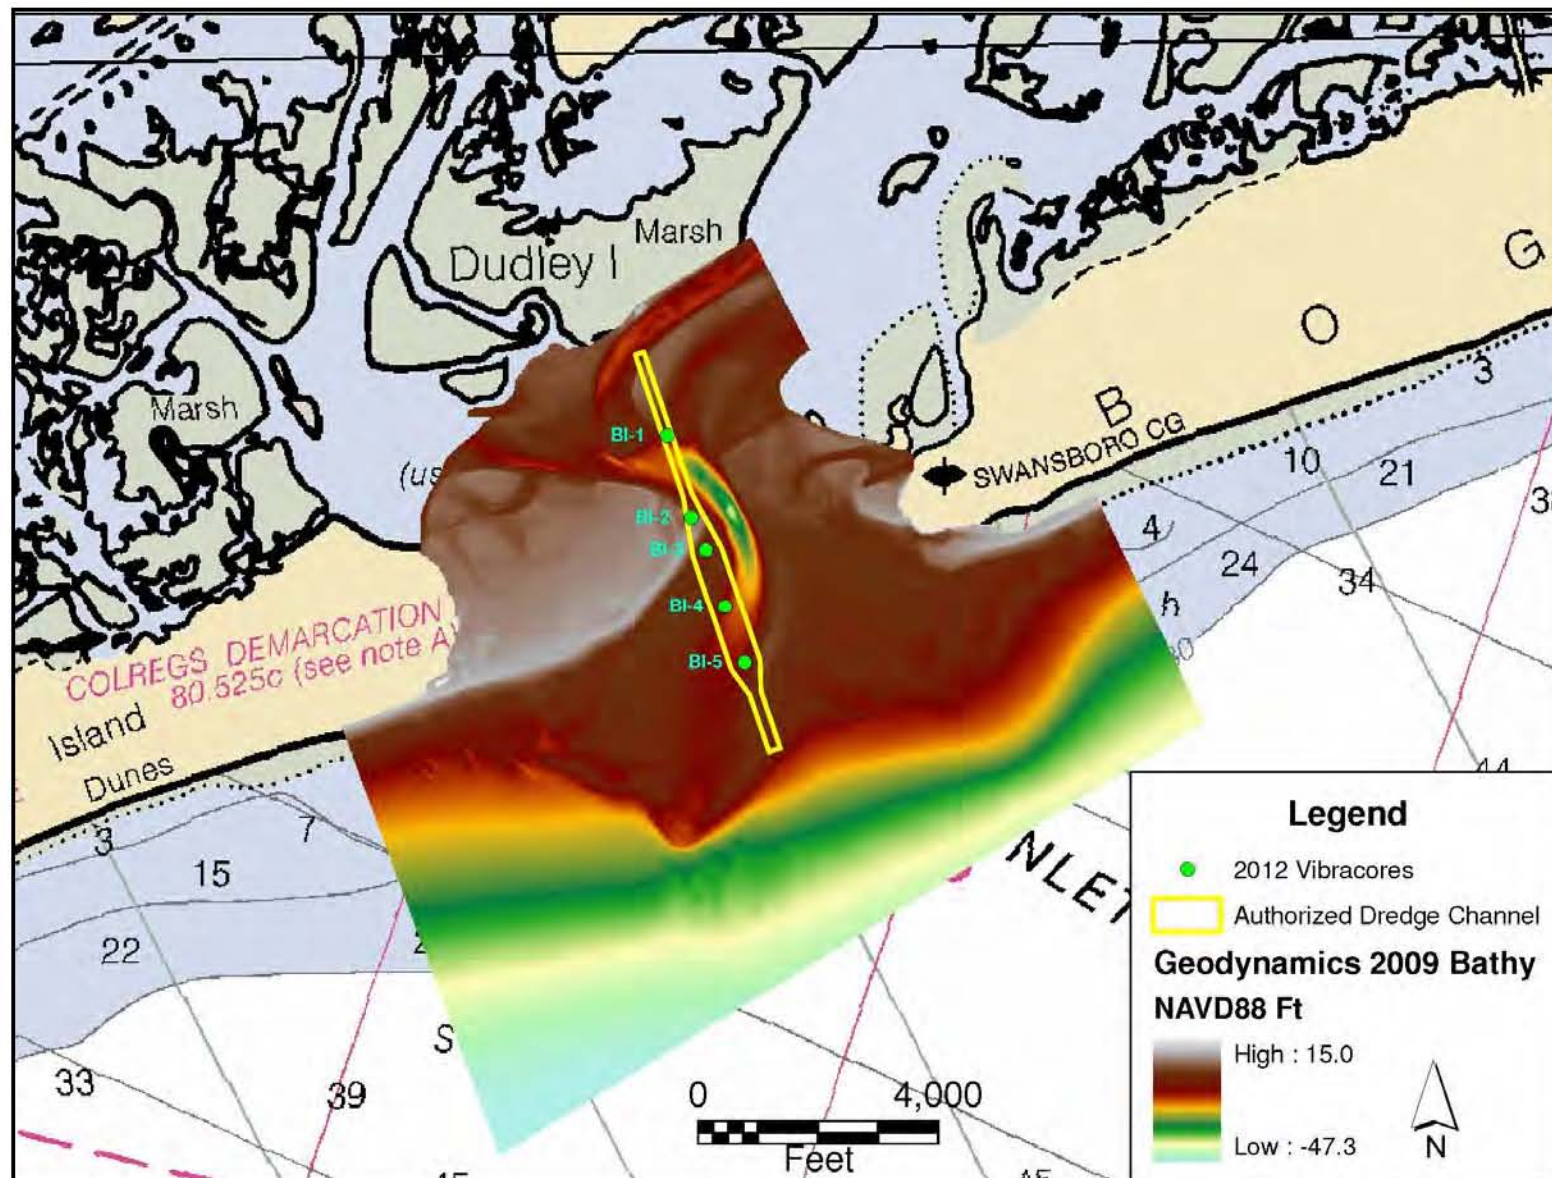 Marsh
Dudley I
G
O
B
3
SWANSBORO CG
BI-1
Marsh
(us
10
21
BI-2
4
BI-3
24
34
COLREGS DEMARCATION
80.525c (see note A)
BI-4
h
BI-5
Island
Dunes
44
3
7
15
22
NLET
S
33
39
0 4,000
Feet
Legend
2012 Vibracores
Authorized Dredge Channel
Geodynamics 2009 Bathy
NAVD88 Ft
High : 15.0
Low : -47.3
N